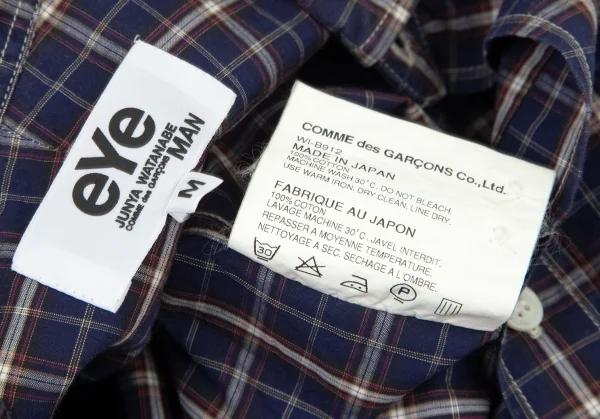 eYe
JUNYA WATANABE
COMME des GARÇONS MAN
M
COMME des GARÇONS Co.,Ltd.
WI-B912
MADE IN JAPAN
100%COTTON
MACHINE WASH 30°C. DO NOT BLEACH.
USE WARM IRON. DRY CLEAN. LINE DRY.
FABRIQUE AU JAPON
100%COTON
LAVAGE MACHINE 30°C. JAVEL INTERDIT.
REPASSER A MOYENNE TEMPERATURE.
NETTOYAGE A SEC. SECHAGE A L'OMBRE.
30 P